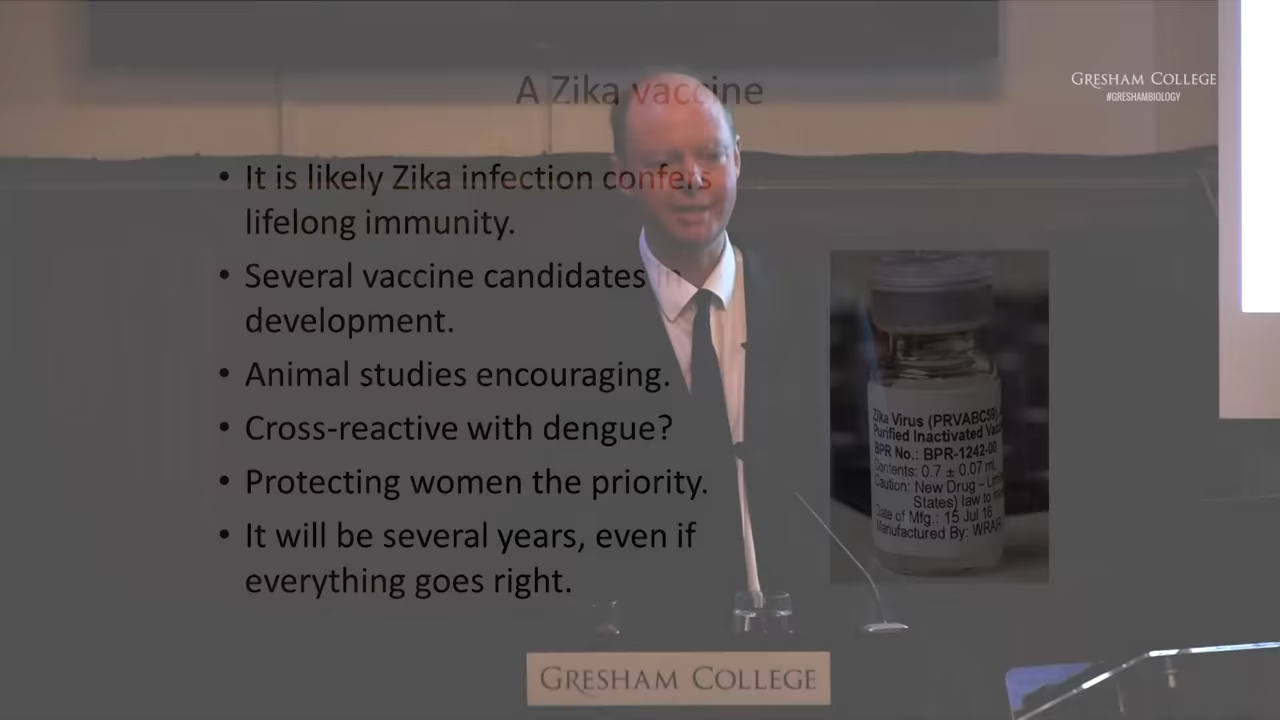 GRESHAM COLLEGE
#GRESHAMBIOLOGY
A Zika vaccine
• It is likely Zika infection confers
lifelong immunity.
• Several vaccine candidates in
development.
• Animal studies encouraging.
• Cross-reactive with dengue?
• Protecting women the priority.
• It will be several years, even if
everything goes right.
Zika Virus (PRVABC59)
Purified Inactivated
BPR No.: BPR-1242-00
Contents: 0.7 ± 0.07 mL
Caution: New Drug –
States) law to
Date of Mfg.: 15 Jul 16
Manufactured By: WRAIR
GRESHAM COLLEGE